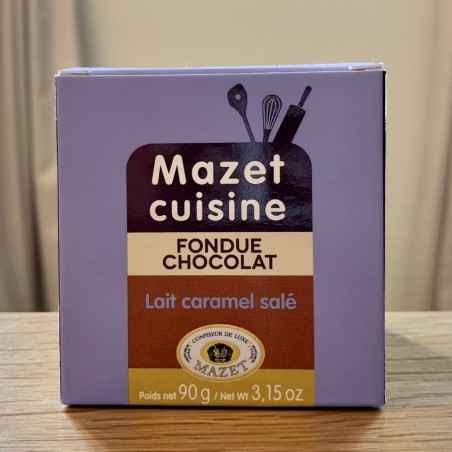 Mazet
cuisine
FONDUE
CHOCOLAT
Lait caramel salé
CONFISEUR DE LUXE
MAZET
Poids net 90 g / Net Wt 3,15 oz